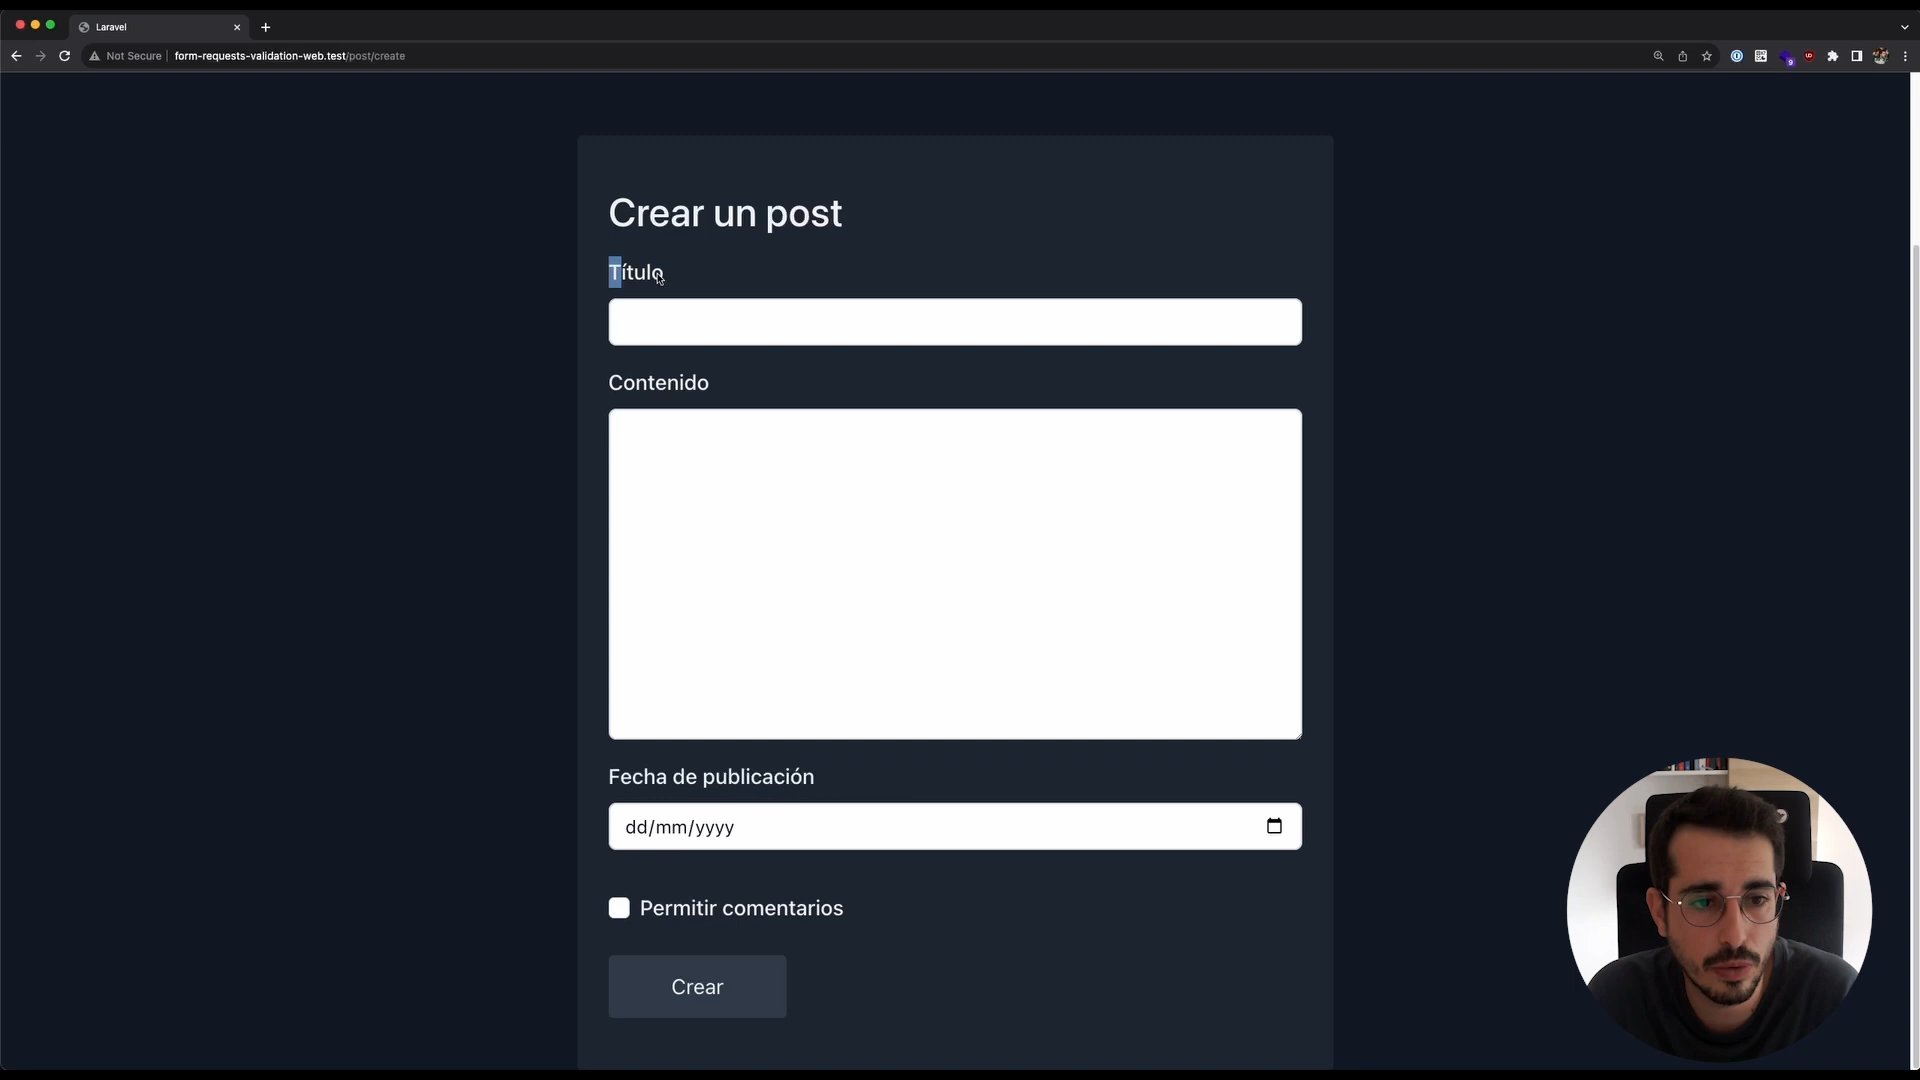 Laravel
Not Secure form-requests-validation-web.test/post/create
9
Crear un post
Título
Contenido
Fecha de publicación
dd/mm/yyyy
Permitir comentarios
Crear